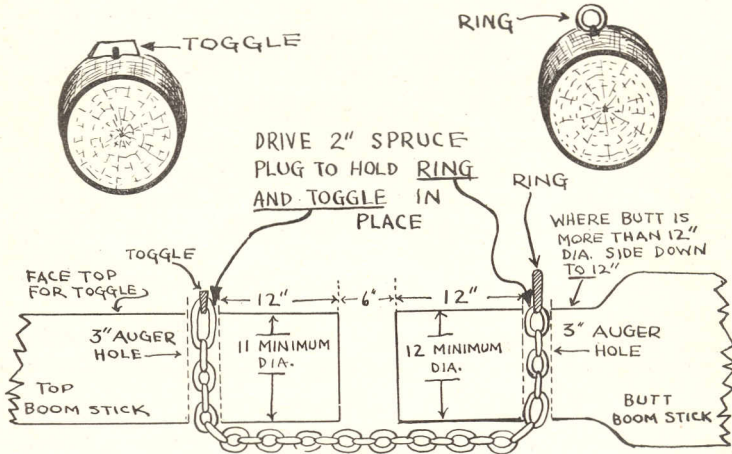 TOGGLE
RING
DRIVE 2" SPRUCE
PLUG TO HOLD RING
AND TOGGLE IN
PLACE
RING
WHERE BUTT IS
MORE THAN 12"
DIA. SIDE DOWN
TO 12"
TOGGLE
FACE TOP
FOR TOGGLE
12"
6"
12"
3" AUGER
HOLE
11 MINIMUM
DIA.
12 MINIMUM
DIA.
3" AUGER
HOLE
TOP
BOOM STICK
BUTT
BOOM STICK